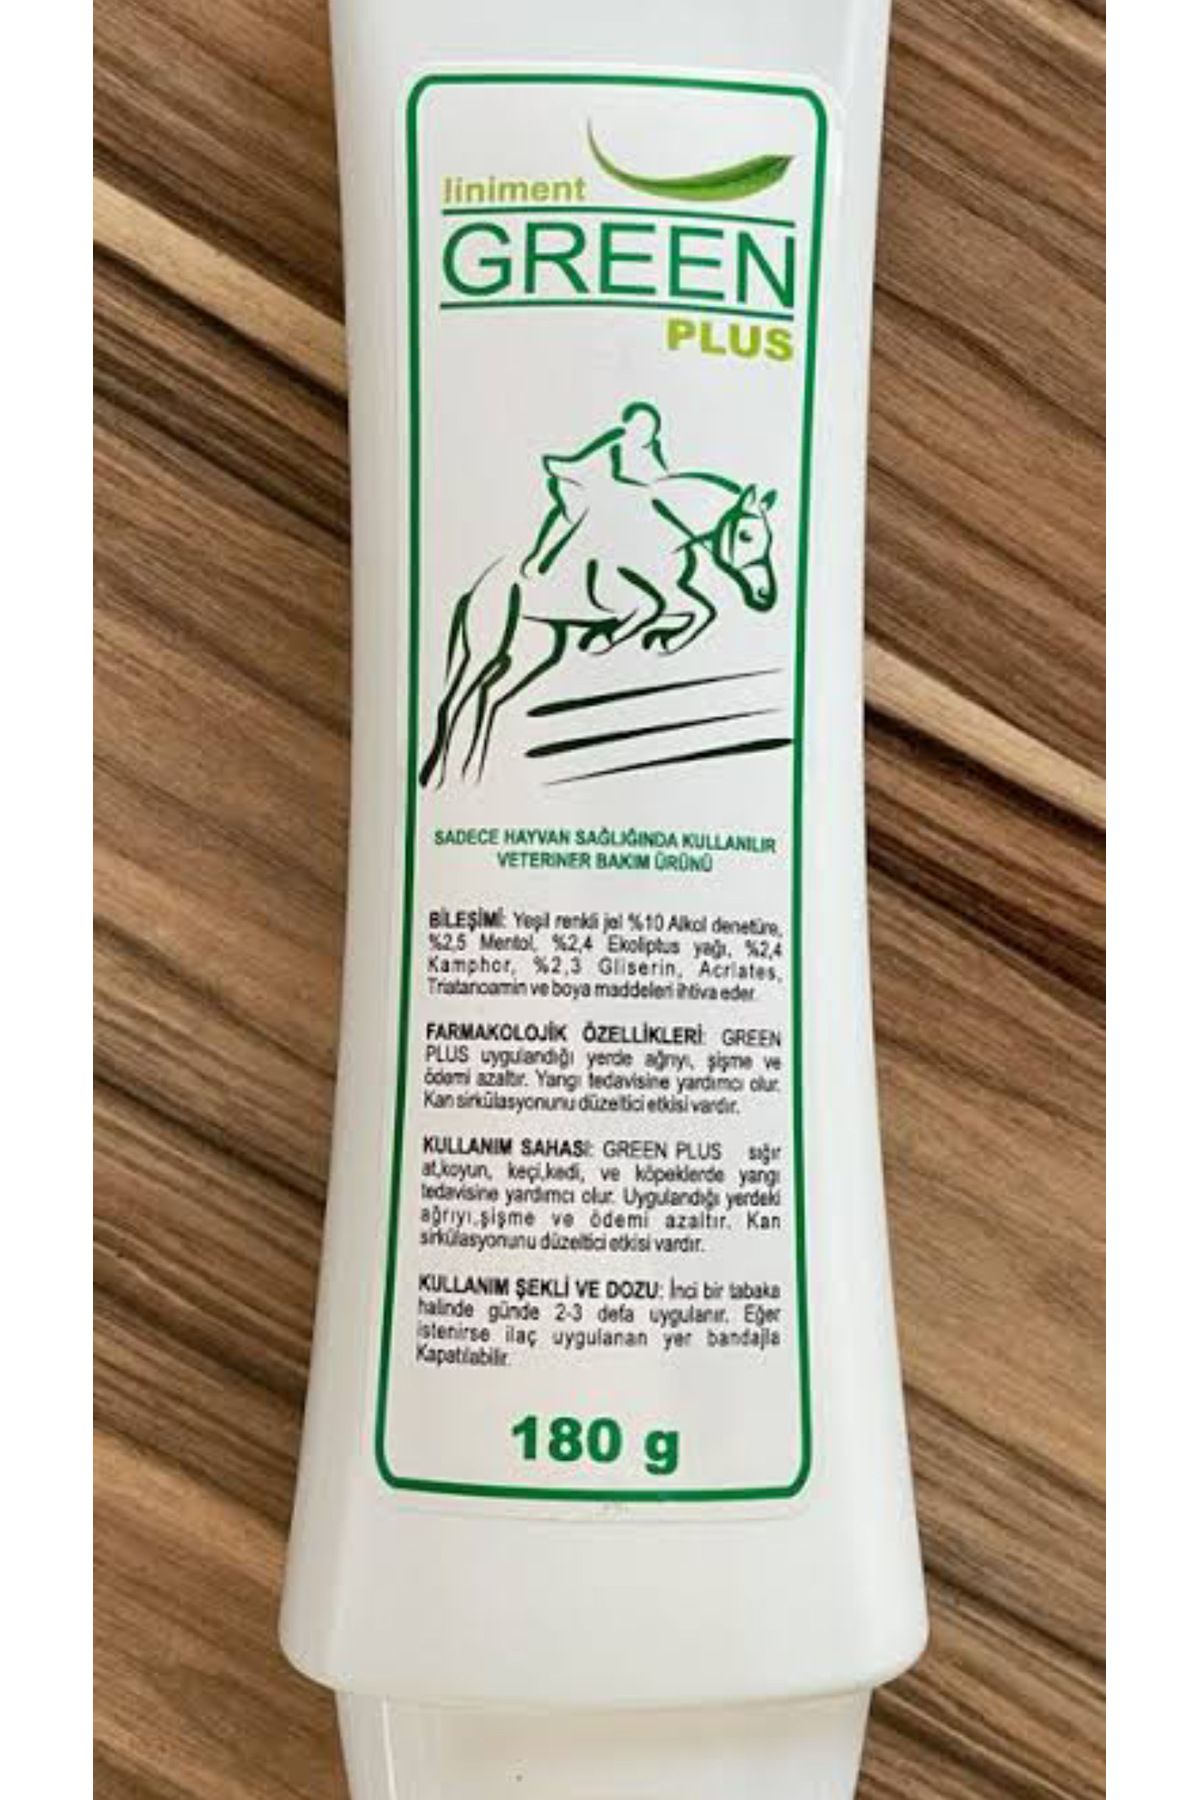 liniment
GREEN
PLUS
SADECE HAYVAN SAĞLIĞINDA KULLANILIR
VETERINER BAKIM ÜRÜNÜ
BİLEŞİMİ: Yeşil renkli jel %10 Alkol denetüre,
%2,5 Mentol, %2,4 Ekoliptus yağı, %2,4
Kamphor, %2,3 Gliserin, Acrlates,
Triatanoamin ve boya maddeleri ihtiva eder.
FARMAKOLOJİK ÖZELLİKLERİ: GREEN
PLUS uygulandığı yerde ağrıyı, şişme ve
ödemi azaltır. Yangı tedavisine yardımcı olur.
Kan sirkülasyonunu düzeltici etkisi vardır.
KULLANIM SAHASI: GREEN PLUS sığır
at,koyun, keçi,kedi, ve köpeklerde yangı
tedavisine yardımcı olur. Uygulandığı yerdeki
ağrıyı,şişme ve ödemi azaltır. Kan
sirkülasyonunu düzeltici etkisi vardır.
KULLANIM ŞEKLİ VE DOZU: İnci bir tabaka
halinde günde 2-3 defa uygulanır. Eğer
istenirse ilaç uygulanan yer bandajla
Kapatılabilir.
180 g